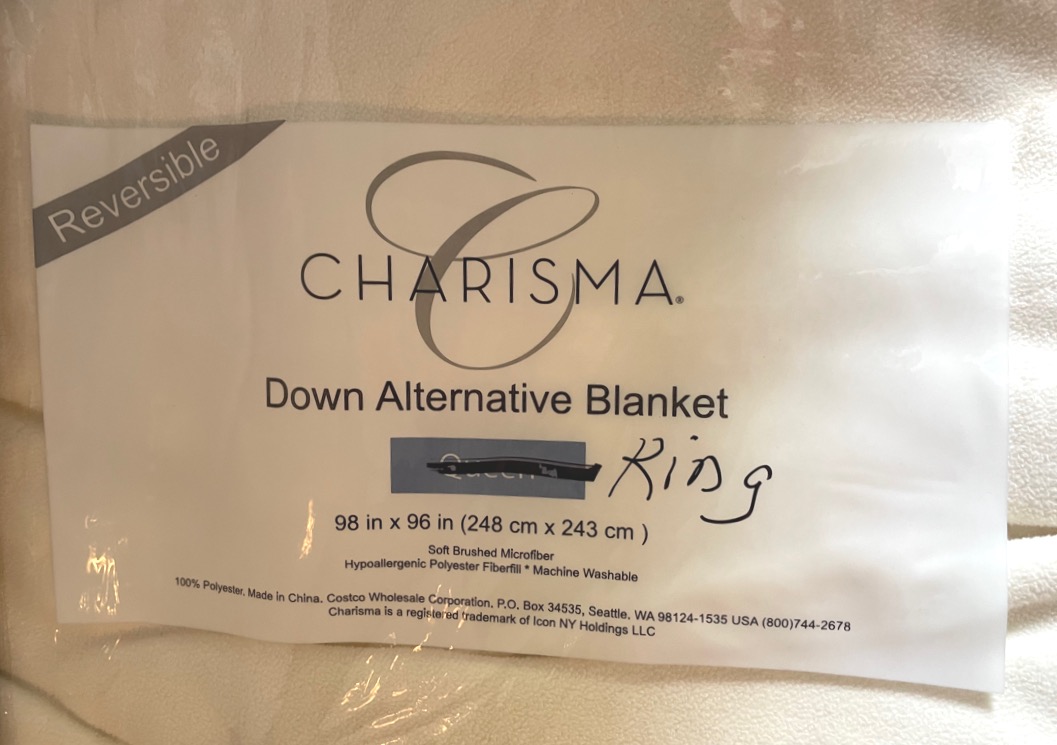 Reversible
CHARISMA®
Down Alternative Blanket
Queen King
98 in x 96 in (248 cm x 243 cm )
Soft Brushed Microfiber
Hypoallergenic Polyester Fiberfill * Machine Washable
100% Polyester. Made in China. Costco Wholesale Corporation. P.O. Box 34535, Seattle, WA 98124-1535 USA (800)744-2678
Charisma is a registered trademark of Icon NY Holdings LLC